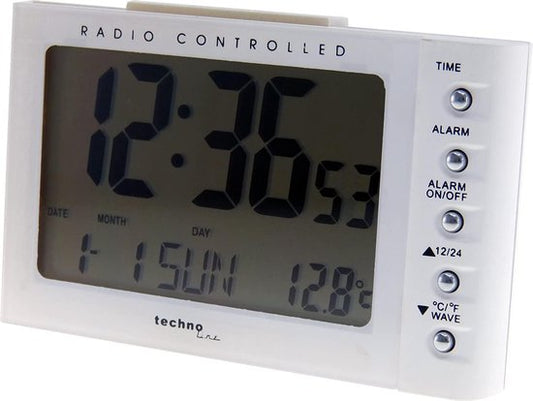 RADIO CONTROLLED
12:36 53
DATE MONTH DAY
1- 1 SUN 12.8°C
techno line
TIME
ALARM
ALARM
ON/OFF
▲12/24
°C/°F
▼ WAVE